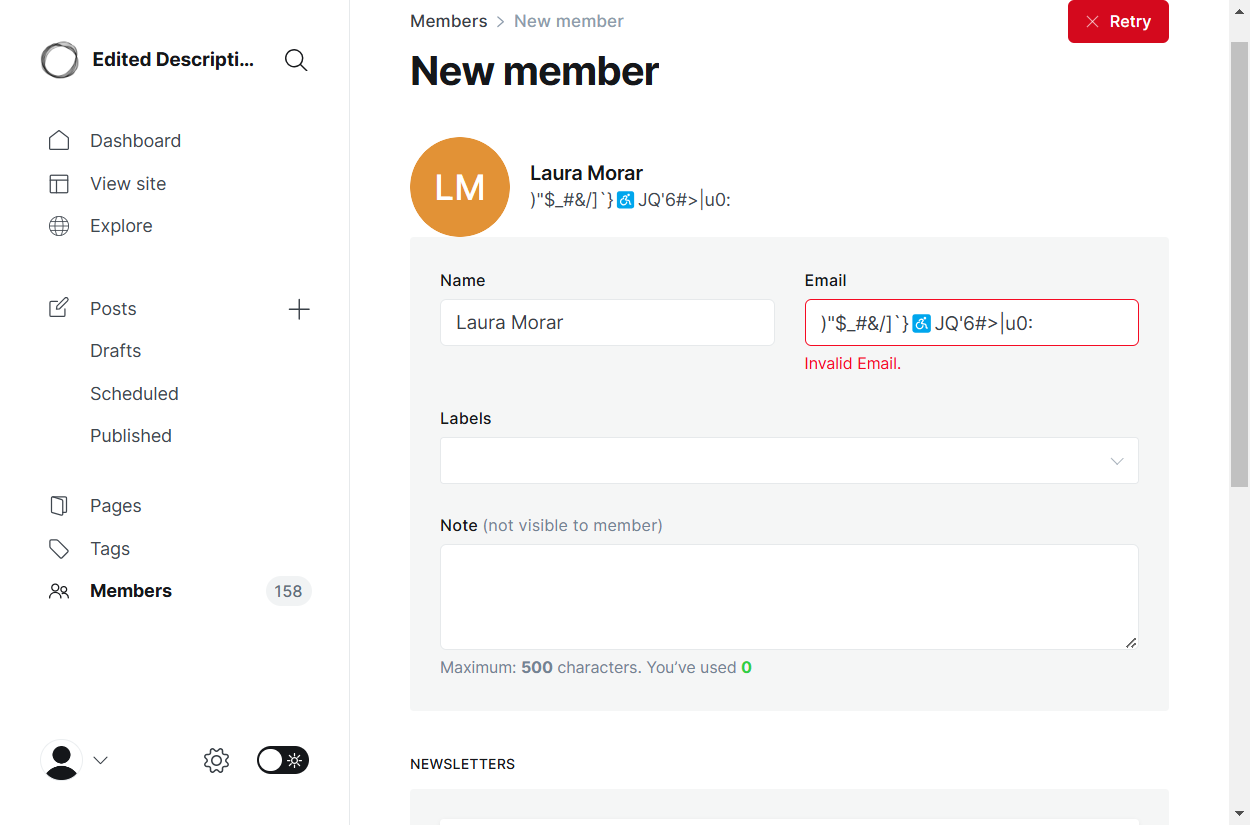 Edited Descripti...
Dashboard
View site
Explore
Posts
Drafts
Scheduled
Published
Pages
Tags
Members 158
Members > New member
Retry
New member
LM
Laura Morar
)"$_#&/]`}♿JQ'6#>|u0:
Name
Laura Morar
Email
)"$_#&/]`}♿JQ'6#>|u0:
Invalid Email.
Labels
Note (not visible to member)
Maximum: 500 characters. You’ve used 0
NEWSLETTERS